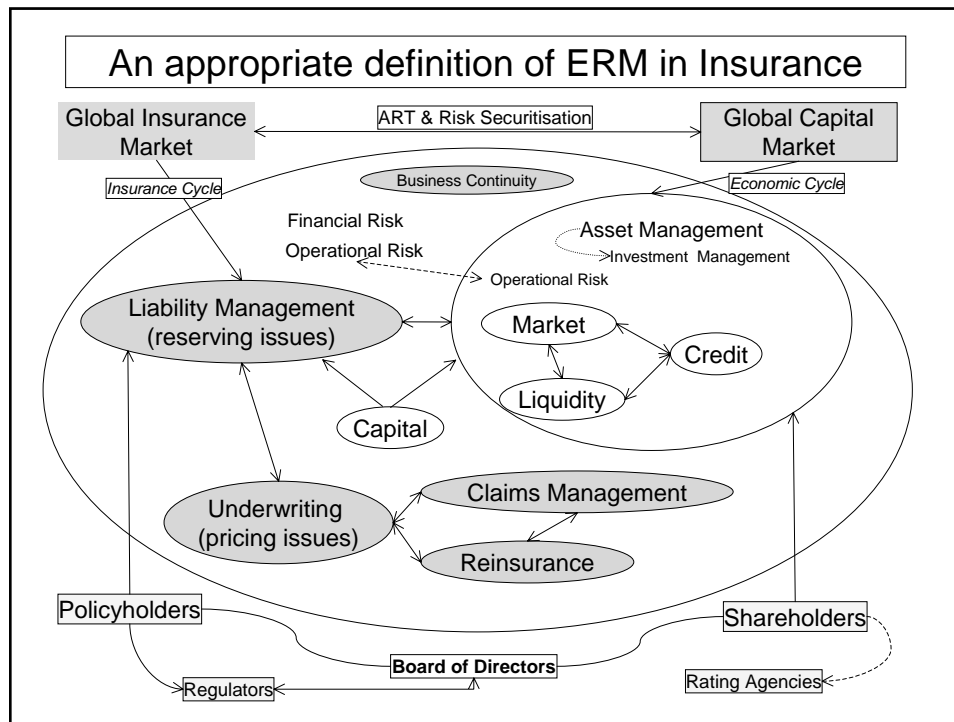 An appropriate definition of ERM in Insurance
Global Insurance
Market
ART & Risk Securitisation
Global Capital
Market
Insurance Cycle
Business Continuity
Economic Cycle
Financial Risk
Operational Risk
Asset Management
Investment Management
Operational Risk
Liability Management
(reserving issues)
Market
Credit
Liquidity
Capital
Underwriting
(pricing issues)
Claims Management
Reinsurance
Policyholders
Shareholders
Board of Directors
Regulators
Rating Agencies